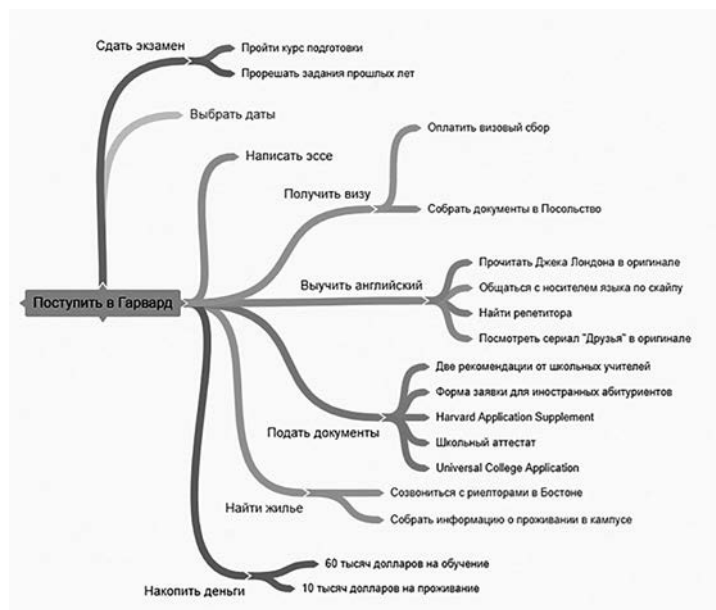 Сдать экзамен
Пройти курс подготовки
Прорешать задания прошлых лет
Выбрать даты
Написать эссе
Получить визу
Оплатить визовый сбор
Собрать документы в Посольство
Поступить в Гарвард
Выучить английский
Прочитать Джека Лондона в оригинале
Общаться с носителем языка по скайпу
Найти репетитора
Посмотреть сериал "Друзья" в оригинале
Подать документы
Две рекомендации от школьных учителей
Форма заявки для иностранных абитуриентов
Harvard Application Supplement
Школьный аттестат
Universal College Application
Найти жилье
Созвониться с риелторами в Бостоне
Собрать информацию о проживании в кампусе
Накопить деньги
60 тысяч долларов на обучение
10 тысяч долларов на проживание